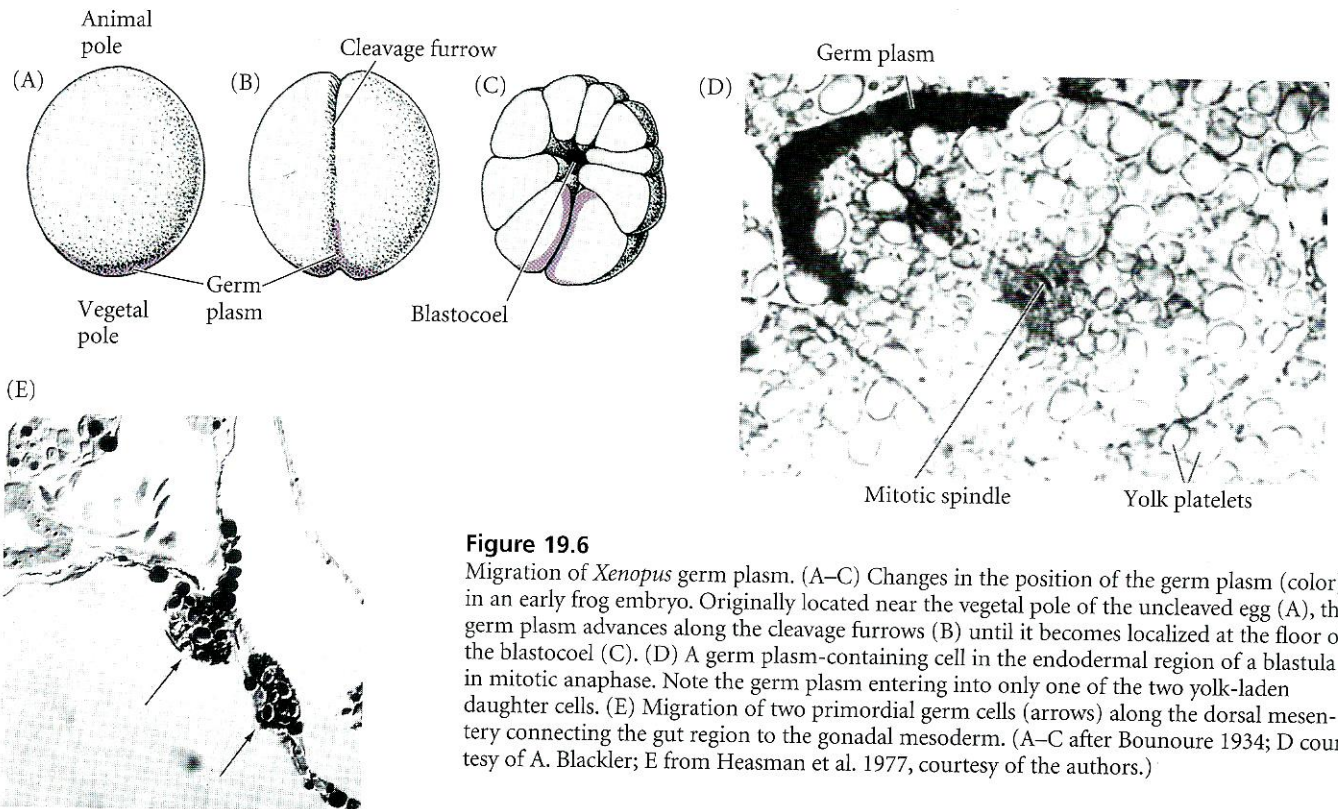 Animal
pole
(A)
(B)
Cleavage furrow
(C)
Germ plasm
(D)
Germ
plasm
Vegetal
pole
Blastocoel
Mitotic spindle
Yolk platelets
(E)
Figure 19.6
Migration of Xenopus germ plasm. (A–C) Changes in the position of the germ plasm (color
in an early frog embryo. Originally located near the vegetal pole of the uncleaved egg (A), th
germ plasm advances along the cleavage furrows (B) until it becomes localized at the floor o
the blastocoel (C). (D) A germ plasm-containing cell in the endodermal region of a blastula
in mitotic anaphase. Note the germ plasm entering into only one of the two yolk-laden
daughter cells. (E) Migration of two primordial germ cells (arrows) along the dorsal mesen-
tery connecting the gut region to the gonadal mesoderm. (A–C after Bounoure 1934; D cour
tesy of A. Blackler; E from Heasman et al. 1977, courtesy of the authors.)